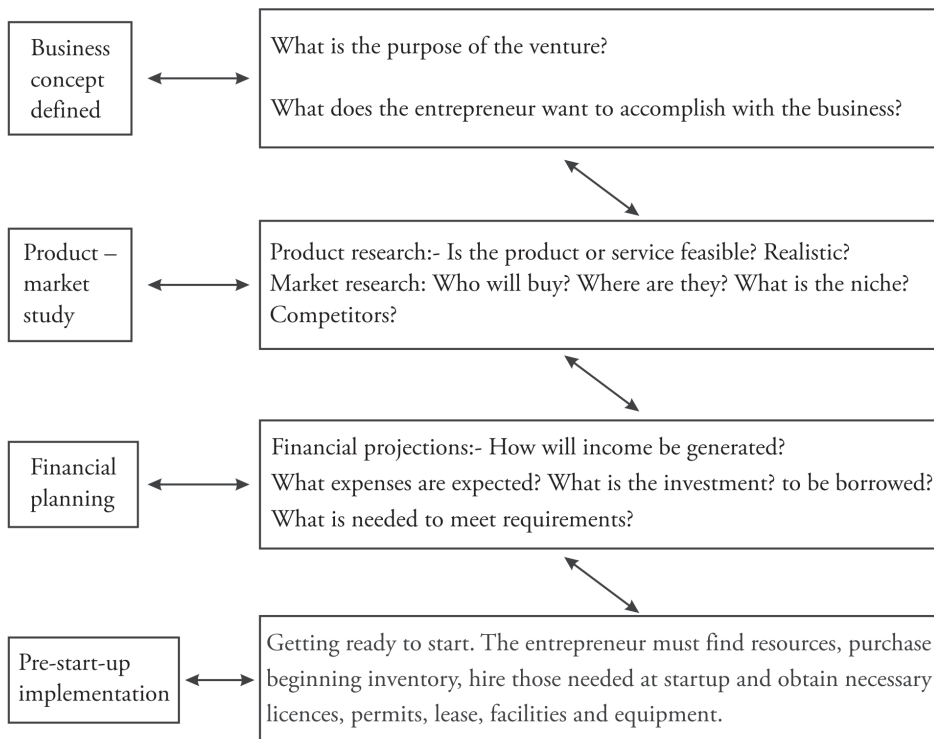 Business
concept
defined
What is the purpose of the venture?
What does the entrepreneur want to accomplish with the business?
Product –
market
study
Product research:- Is the product or service feasible? Realistic?
Market research: Who will buy? Where are they? What is the niche?
Competitors?
Financial
planning
Financial projections:- How will income be generated?
What expenses are expected? What is the investment? to be borrowed?
What is needed to meet requirements?
Pre-start-up
implementation
Getting ready to start. The entrepreneur must find resources, purchase
beginning inventory, hire those needed at startup and obtain necessary
licences, permits, lease, facilities and equipment.